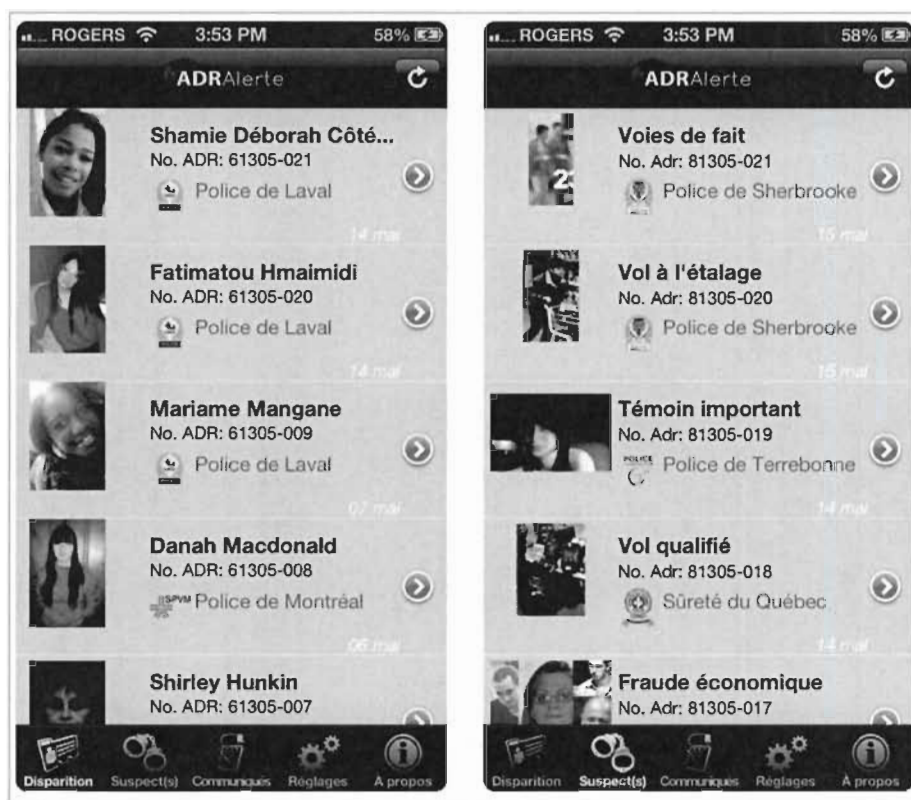 ROGERS 3:53 PM 58%
ADRAlerte
Shamie Déborah Côté...
No. ADR: 61305-021
Police de Laval
14 mai
Fatimatou Hmaimidi
No. ADR: 61305-020
Police de Laval
14 mai
Mariame Mangane
No. ADR: 61305-009
Police de Laval
07 mai
Danah Macdonald
No. ADR: 61305-008
SPVM Police de Montréal
06 mai
Shirley Hunkin
No. ADR: 61305-007
Disparition Suspect(s) Communiqués Réglages À propos
ROGERS 3:53 PM 58%
ADRAlerte
Voies de fait
No. Adr: 81305-021
Police de Sherbrooke
15 mai
Vol à l'étalage
No. Adr: 81305-020
Police de Sherbrooke
15 mai
Témoin important
No. Adr: 81305-019
POLICE Police de Terrebonne
14 mai
Vol qualifié
No. Adr: 81305-018
Sûreté du Québec
14 mai
Fraude économique
No. Adr: 81305-017
Disparition Suspect(s) Communiqués Réglages À propos